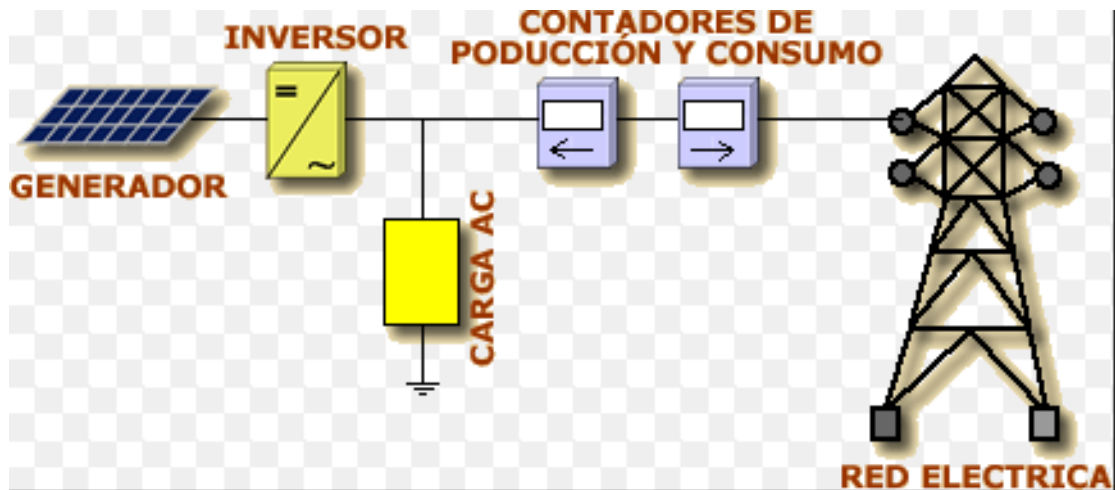 INVERSOR
CONTADORES DE
PODUCCIÓN Y CONSUMO
GENERADOR
CARGA AC
RED ELECTRICA